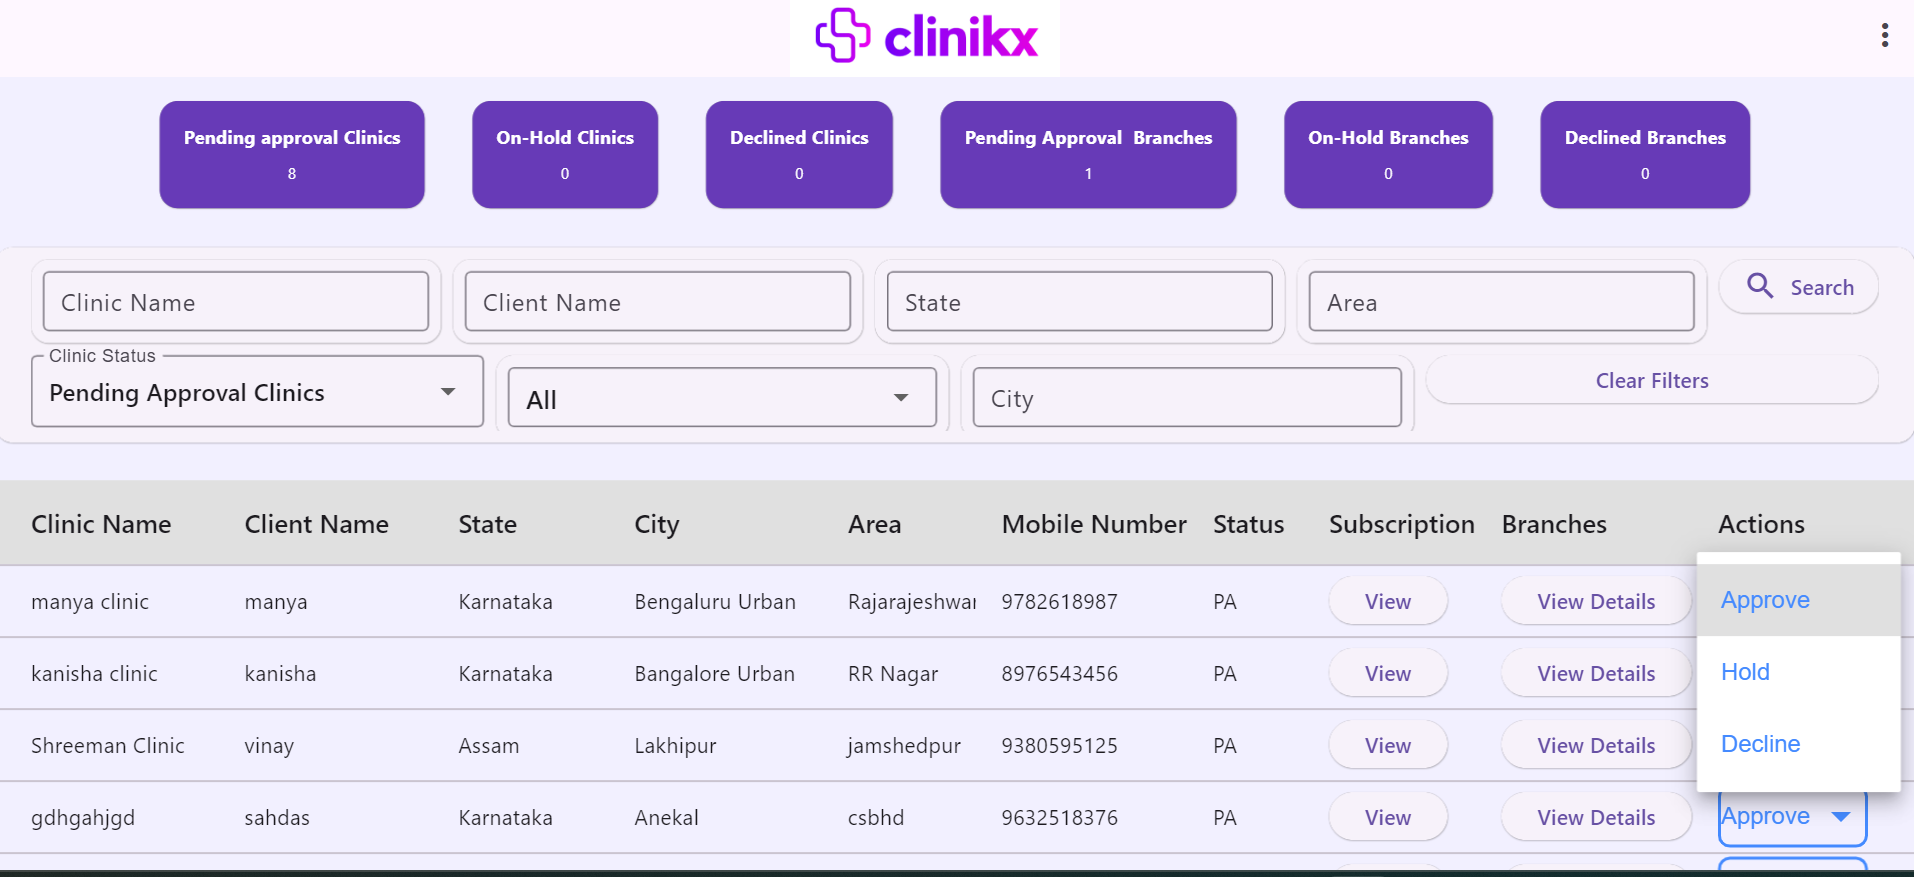 clinikx
Pending approval Clinics
8
On-Hold Clinics
0
Declined Clinics
0
Pending Approval  Branches
1
On-Hold Branches
0
Declined Branches
0
Clinic Name
Client Name
State
Area
Search
Clinic Status
Pending Approval Clinics
All
City
Clear Filters
Clinic Name Client Name State City Area Mobile Number Status Subscription Branches Actions
manya clinic manya Karnataka Bengaluru Urban Rajarajeshwar 9782618987 PA View View Details Approve
kanisha clinic kanisha Karnataka Bangalore Urban RR Nagar 8976543456 PA View View Details Hold
Shreeman Clinic vinay Assam Lakhipur jamshedpur 9380595125 PA View View Details Decline
gdhgahjgd sahdas Karnataka Anekal csbhd 9632518376 PA View View Details Approve